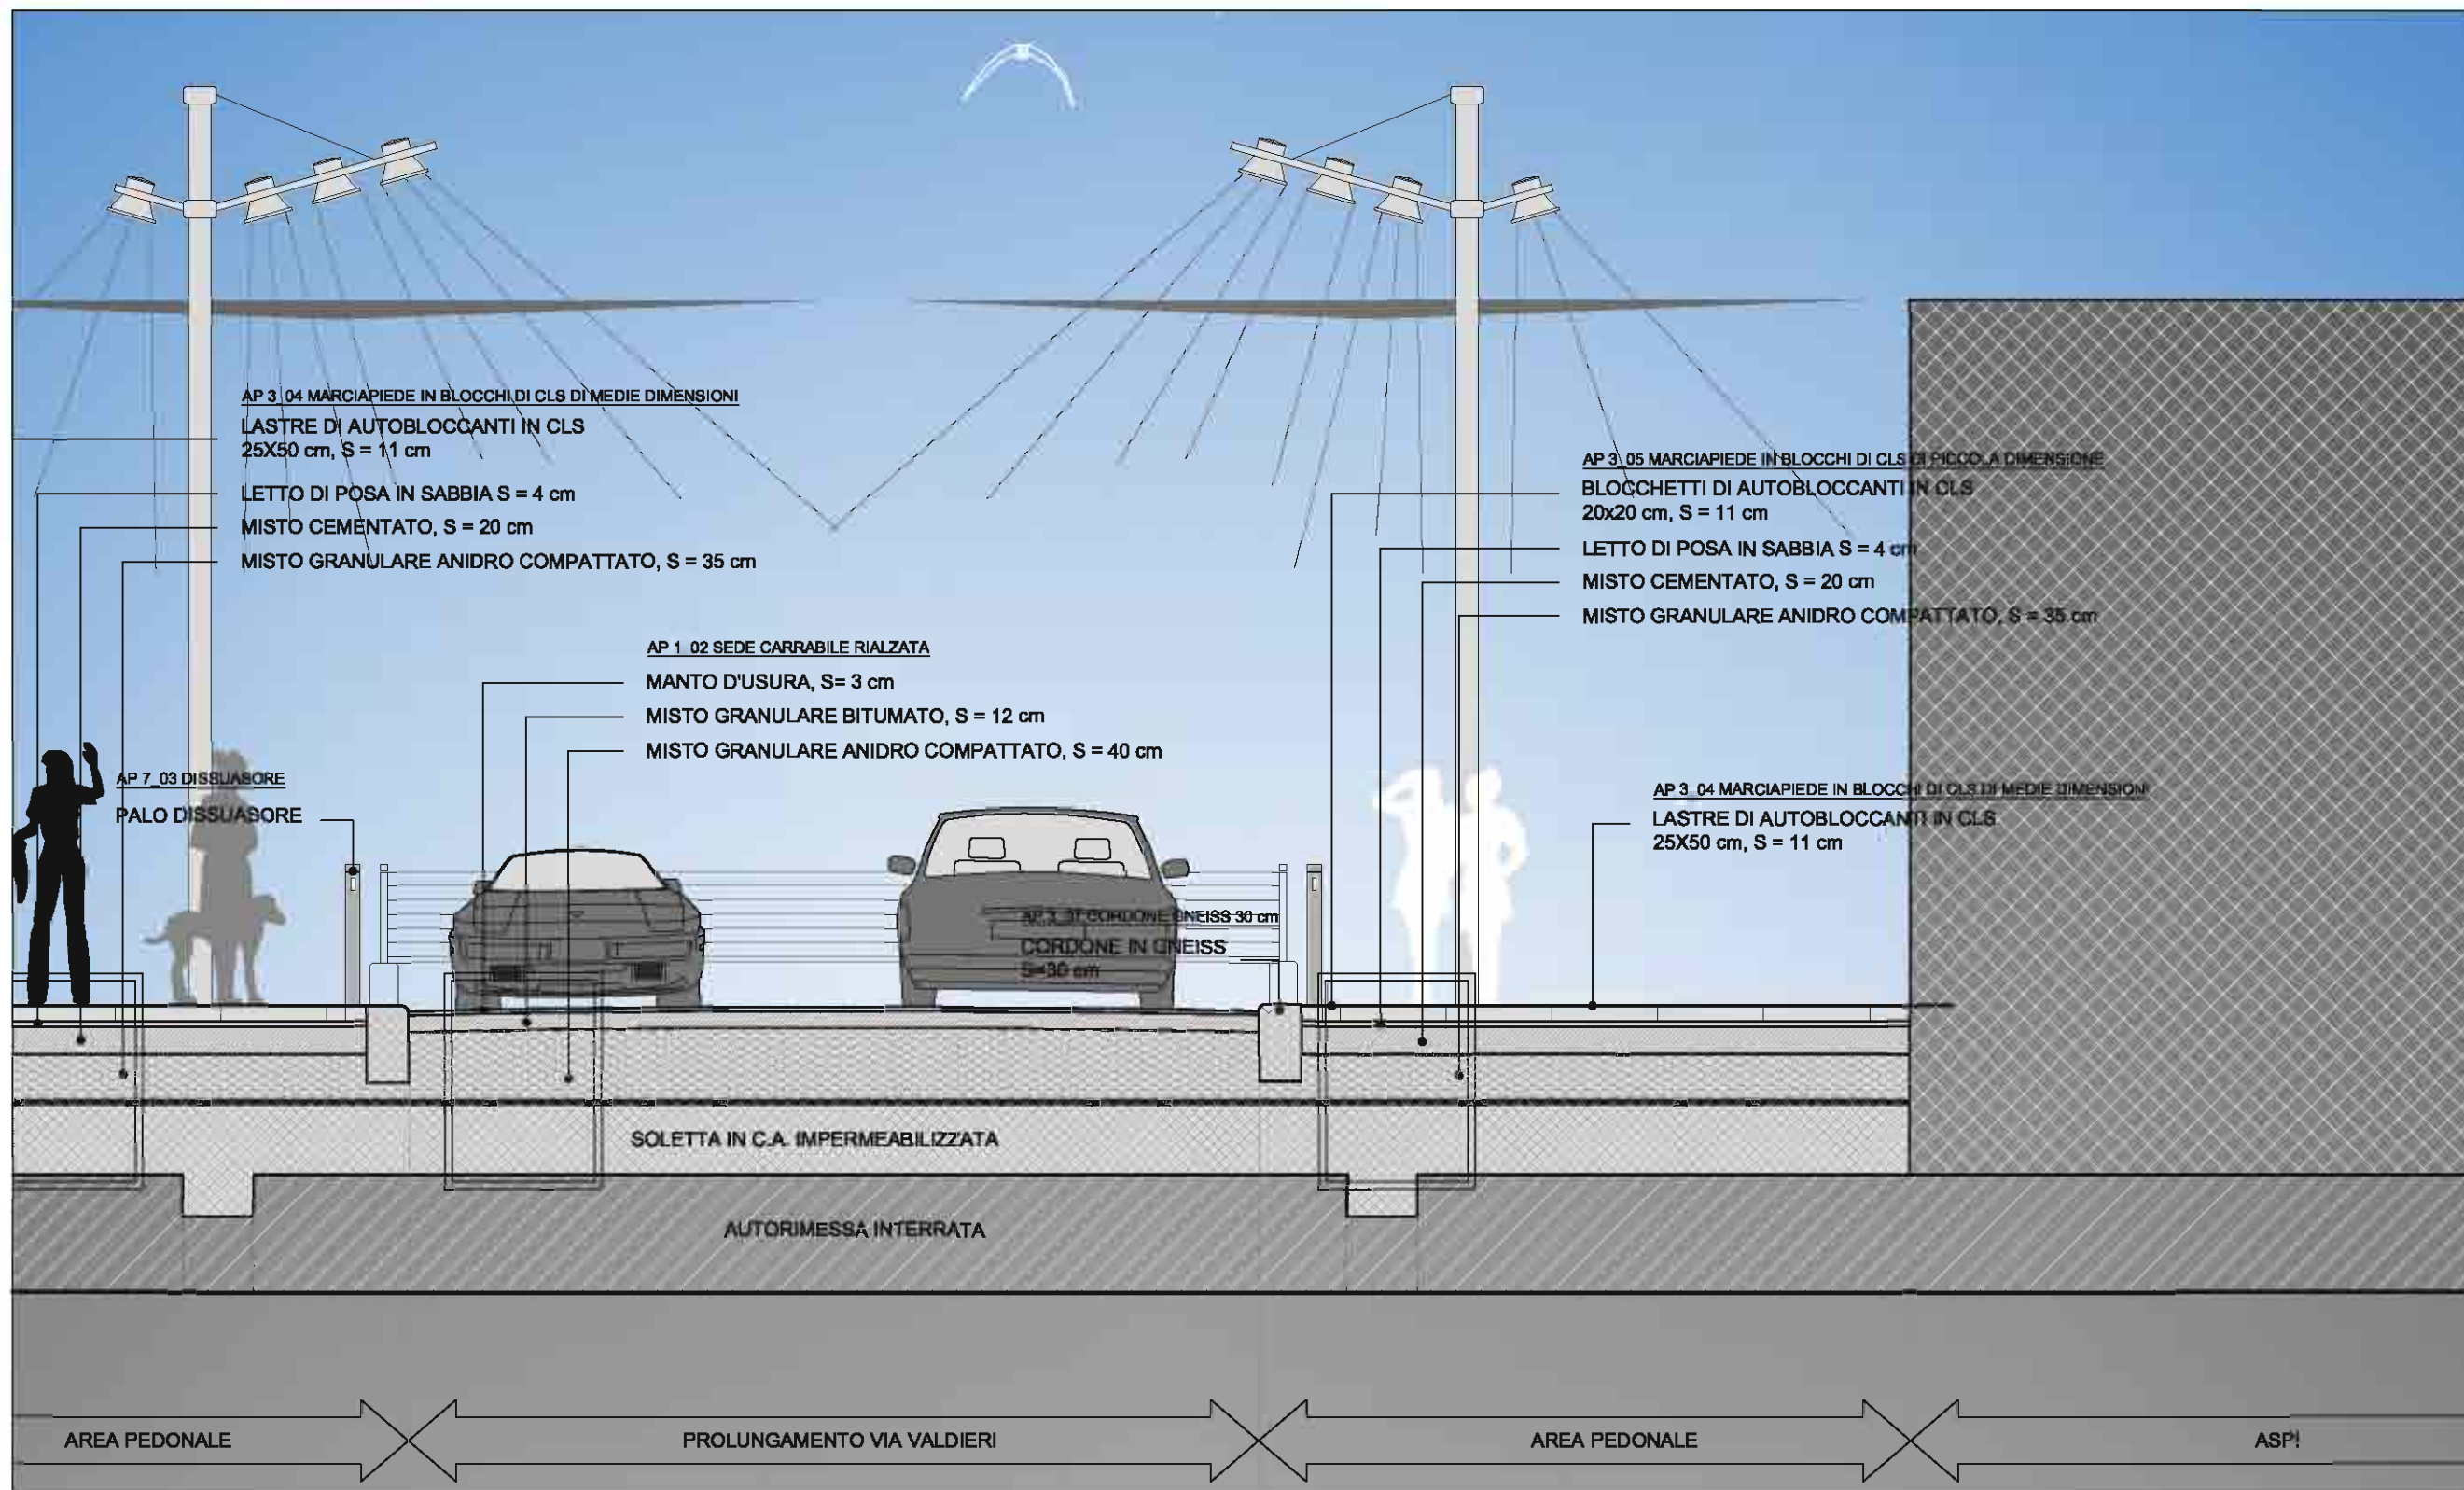 AP 3_04 MARCIAPIEDE IN BLOCCHI DI CLS DI MEDIE DIMENSIONI
LASTRE DI AUTOBLOCCANTI IN CLS
25X50 cm, S = 11 cm
LETTO DI POSA IN SABBIA S = 4 cm
MISTO CEMENTATO, S = 20 cm
MISTO GRANULARE ANIDRO COMPATTATO, S = 35 cm
AP 3_05 MARCIAPIEDE IN BLOCCHI DI CLS DI PICCOLA DIMENSIONE
BLOCCHETTI DI AUTOBLOCCANTI IN CLS
20x20 cm, S = 11 cm
LETTO DI POSA IN SABBIA S = 4 cm
MISTO CEMENTATO, S = 20 cm
MISTO GRANULARE ANIDRO COMPATTATO, S = 35 cm
AP 1_02 SEDE CARRABILE RIALZATA
MANTO D'USURA, S= 3 cm
MISTO GRANULARE BITUMATO, S = 12 cm
MISTO GRANULARE ANIDRO COMPATTATO, S = 40 cm
AP 7_03 DISSUASORE
PALO DISSUASORE
AP 3_04 MARCIAPIEDE IN BLOCCHI DI CLS DI MEDIE DIMENSIONI
LASTRE DI AUTOBLOCCANTI IN CLS
25X50 cm, S = 11 cm
CORDONE GNEISS 30 cm
CORDONE IN GNEISS
S=30 cm
SOLETTA IN C.A. IMPERMEABILIZZATA
AUTORIMESSA INTERRATA
AREA PEDONALE
PROLUNGAMENTO VIA VALDIERI
AREA PEDONALE